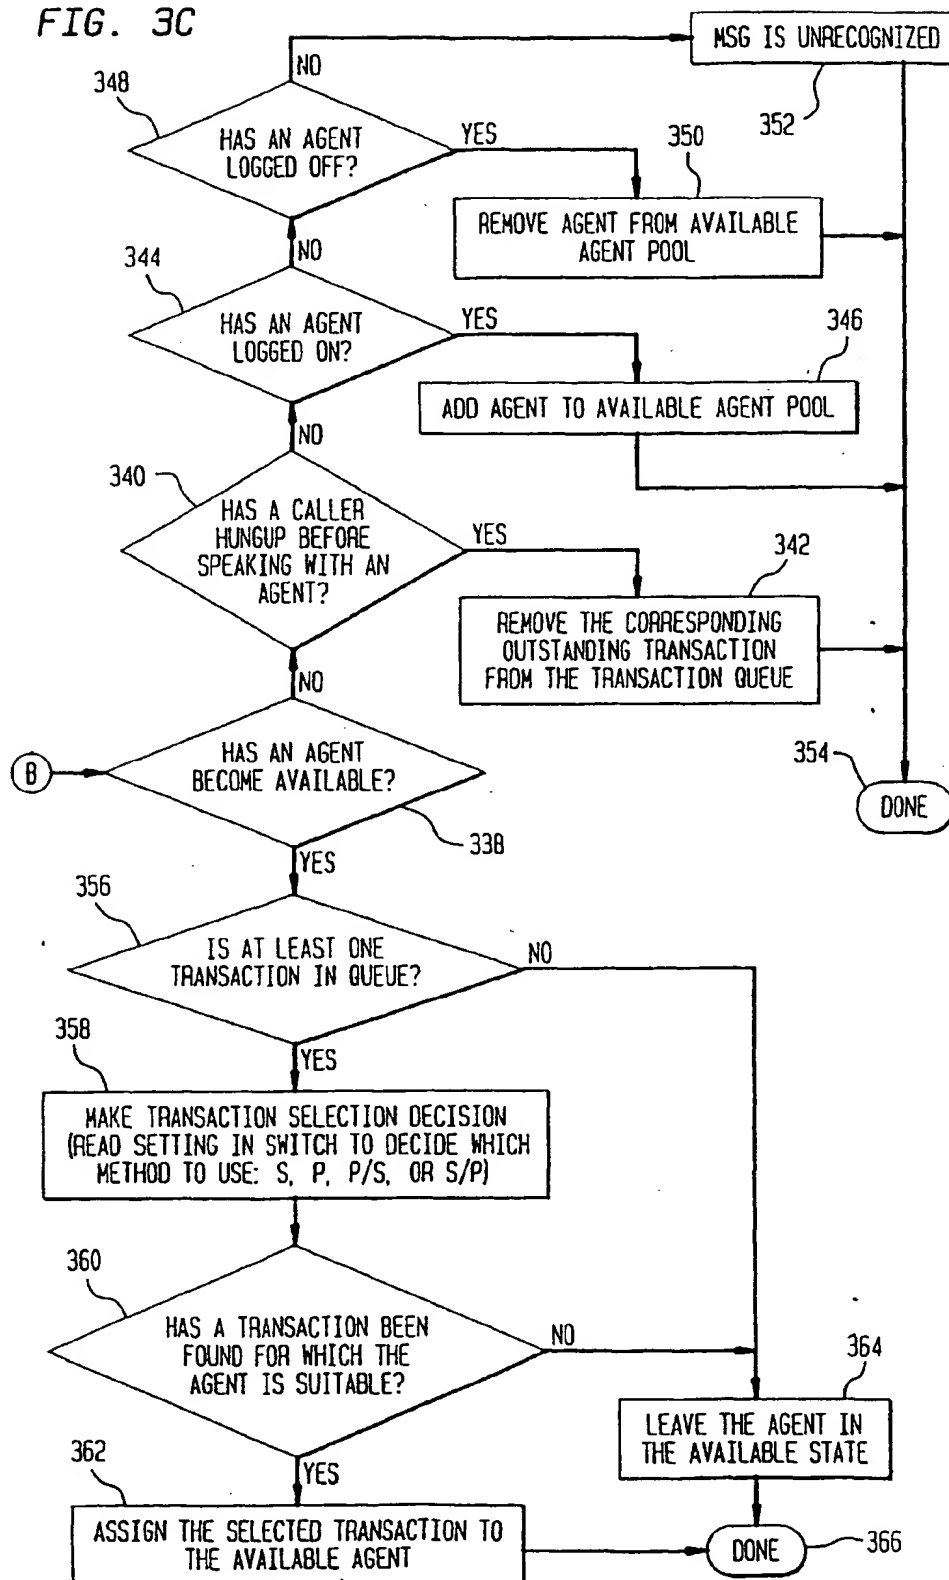 FIG. 3C
MSG IS UNRECOGNIZED
352
NO
348
HAS AN AGENT
LOGGED OFF?
YES
350
REMOVE AGENT FROM AVAILABLE
AGENT POOL
NO
344
HAS AN AGENT
LOGGED ON?
YES
346
ADD AGENT TO AVAILABLE AGENT POOL
NO
340
HAS A CALLER
HUNGUP BEFORE
SPEAKING WITH AN
AGENT?
YES
342
REMOVE THE CORRESPONDING
OUTSTANDING TRANSACTION
FROM THE TRANSACTION QUEUE
NO
B
HAS AN AGENT
BECOME AVAILABLE?
338
354
DONE
YES
356
IS AT LEAST ONE
TRANSACTION IN QUEUE?
NO
YES
358
MAKE TRANSACTION SELECTION DECISION
(READ SETTING IN SWITCH TO DECIDE WHICH
METHOD TO USE: S, P, P/S, OR S/P)
360
HAS A TRANSACTION BEEN
FOUND FOR WHICH THE
AGENT IS SUITABLE?
NO
364
LEAVE THE AGENT IN
THE AVAILABLE STATE
YES
362
ASSIGN THE SELECTED TRANSACTION TO
THE AVAILABLE AGENT
DONE
366